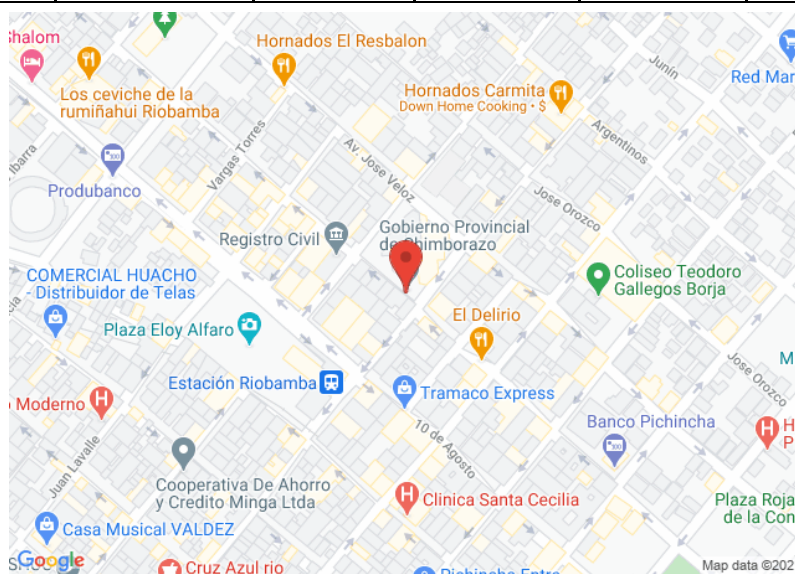 Shalom
Hornados El Resbalon
Los ceviche de la
rumiñahui Riobamba
Hornados Carmita
Down Home Cooking • $
Junín
Red Mar
Argentinos
Vargas Torres
Av. Jose Veloz
Ibarra
Produbanco
Jose Orozco
Registro Civil
Gobierno Provincial
de Chimborazo
COMERCIAL HUACHO
- Distribuidor de Telas
Coliseo Teodoro
Gallegos Borja
Plaza Eloy Alfaro
El Delirio
Estación Riobamba
Tramaco Express
Jose Orozco
M
Moderno
10 de Agosto
Banco Pichincha
H
P
Juan Lavalle
Cooperativa De Ahorro
y Credito Minga Ltda
Clinica Santa Cecilia
Plaza Roja
de la Con
Casa Musical VALDEZ
Google
Cruz Azul rio
Pichincha Entre
Map data ©202